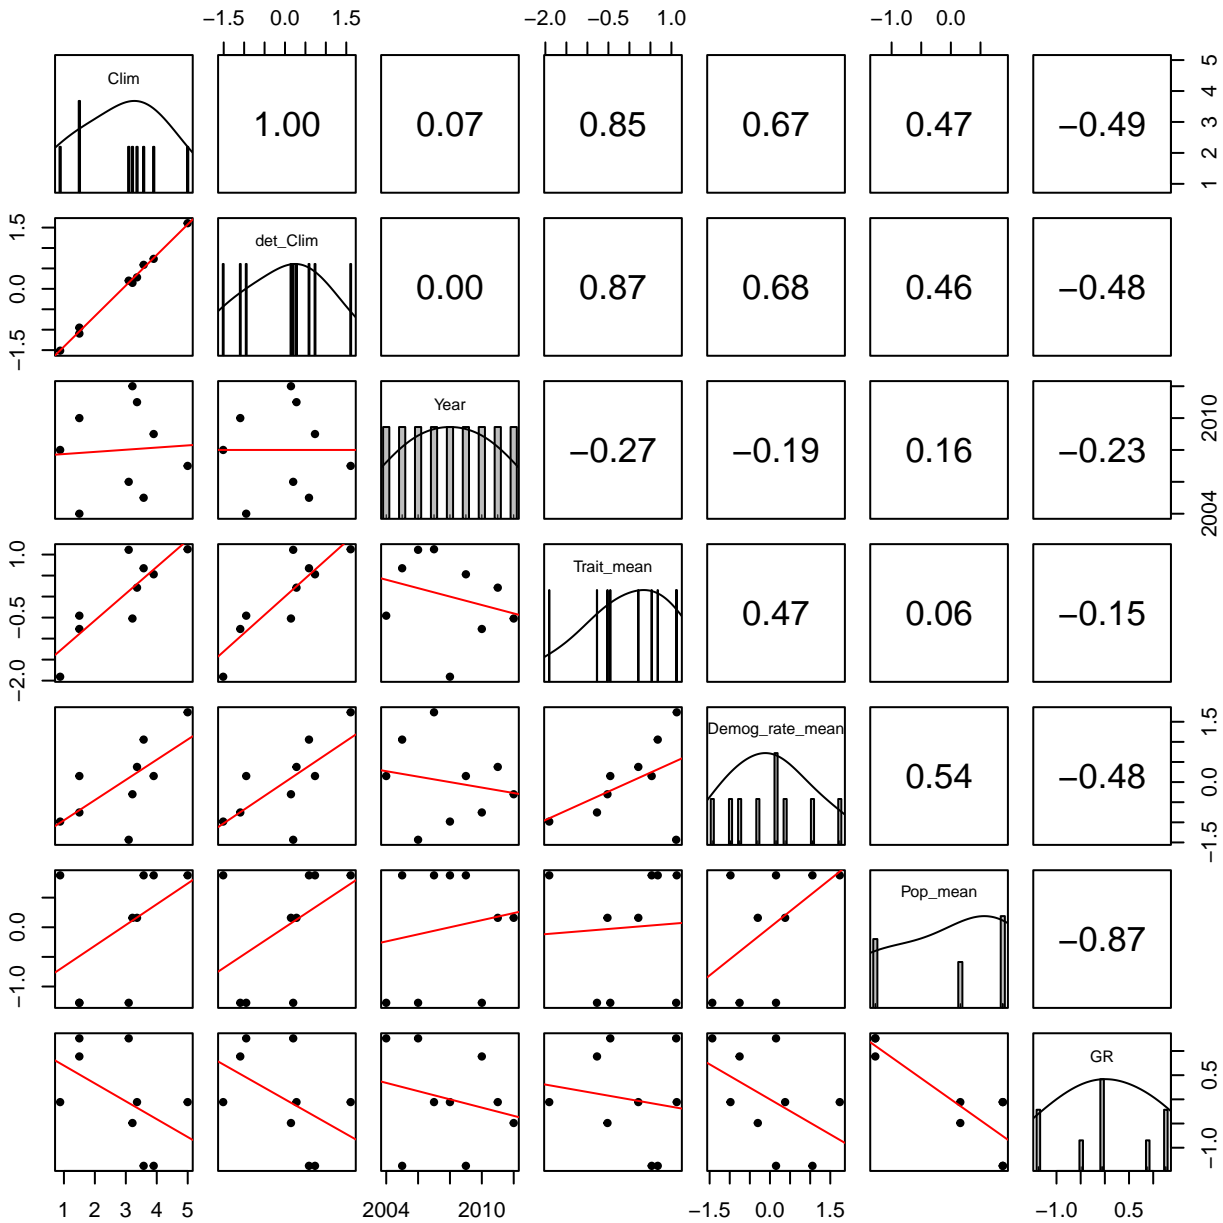 −1.5 0.0 1.5 −2.0 −0.5 1.0 −1.0 0.0
Clim 1.00 0.07 0.85 0.67 0.47 −0.49
1 2 3 4 5
−1.5 0.0 1.5
det_Clim 0.00 0.87 0.68 0.46 −0.48
Year −0.27 −0.19 0.16 −0.23
2004 2010
−2.0 −0.5 1.0
Trait_mean 0.47 0.06 −0.15
Demog_rate_mean 0.54 −0.48
−1.5 0.0 1.5
−1.0 0.0
Pop_mean −0.87
GR
−1.0 0.5
1 2 3 4 5 2004 2010 −1.5 0.0 1.5 −1.0 0.5